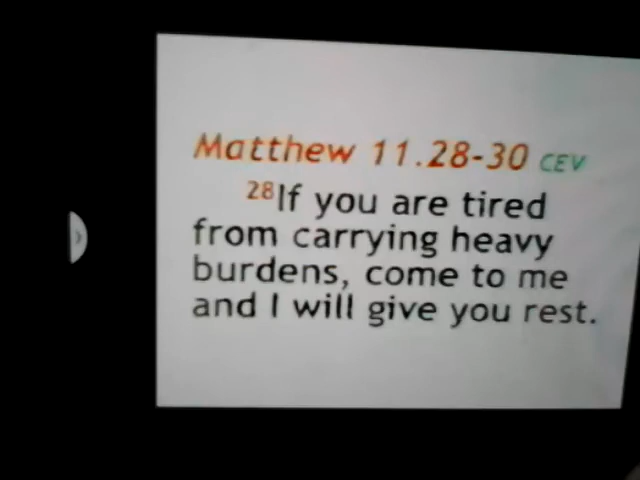 Matthew 11.28-30 CEV
28If you are tired
from carrying heavy
burdens, come to me
and I will give you rest.